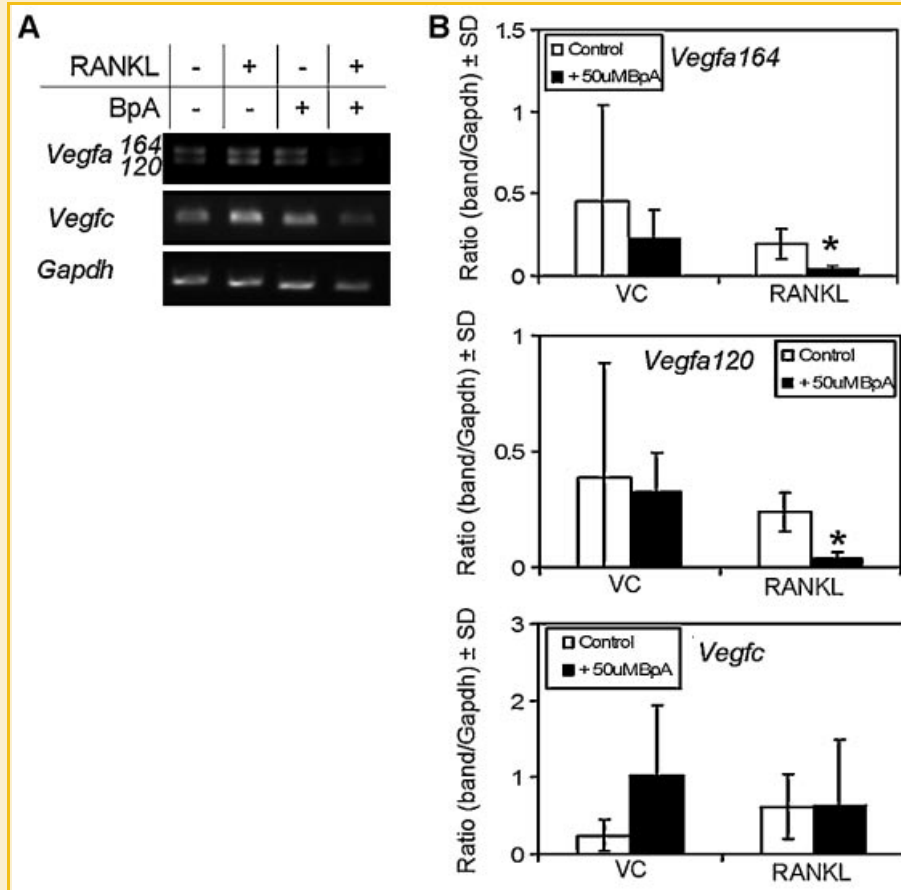 A
RANKL - + - +
BpA - - + +
Vegfa 164
120
Vegfc
Gapdh
B
Ratio (band/Gapdh) ± SD
1.5
1
0.5
0
Control
+ 50uMBpA
Vegfa164
*
VC
RANKL
Ratio (band/Gapdh) ± SD
1
0.5
0
Vegfa120
Control
+ 50uMBpA
*
VC
RANKL
Ratio (band/Gapdh) ± SD
3
2
1
0
Control
+ 50uMBpA
Vegfc
VC
RANKL